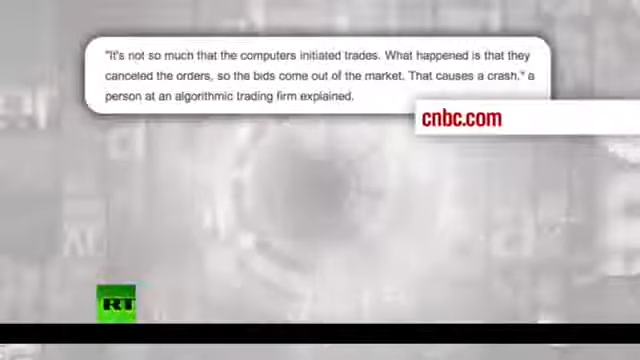 "It's not so much that the computers initiated trades. What happened is that they
canceled the orders, so the bids come out of the market. That causes a crash," a
person at an algorithmic trading firm explained.
cnbc.com
RT